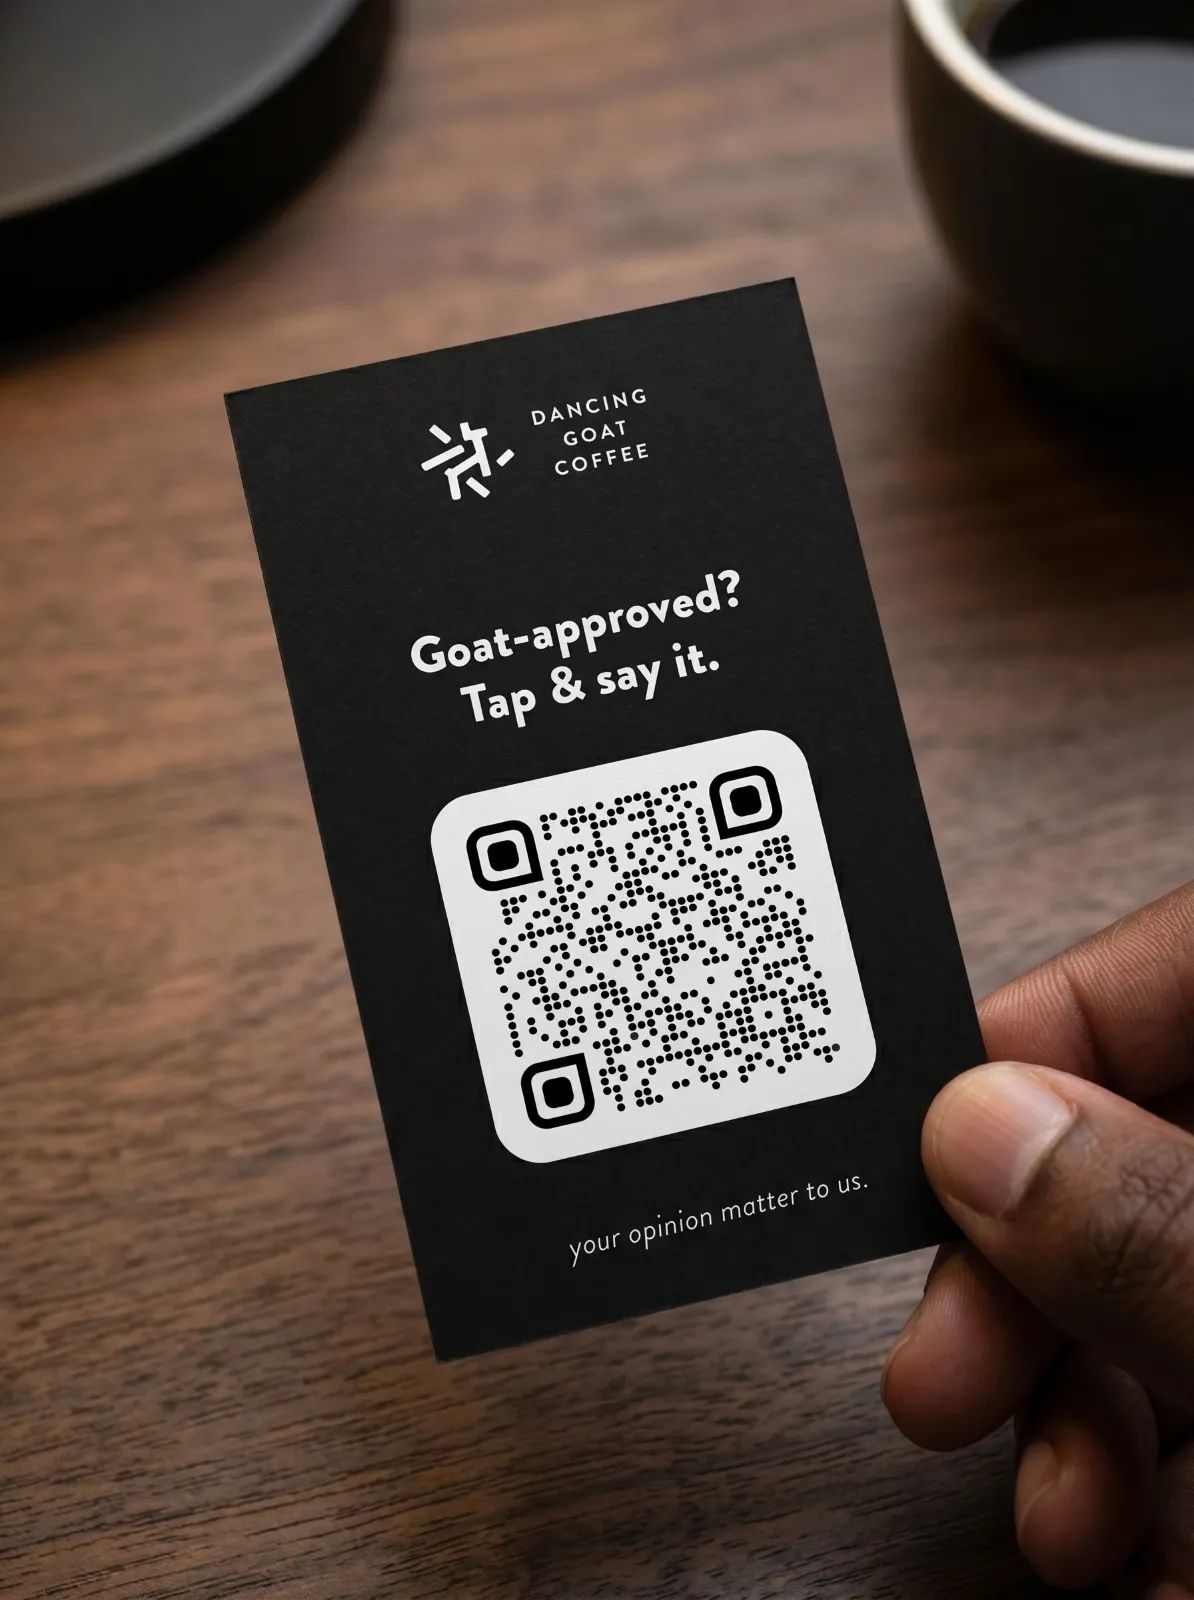 DANCING
GOAT
COFFEE
Goat-approved?
Tap & say it.
your opinion matter to us.